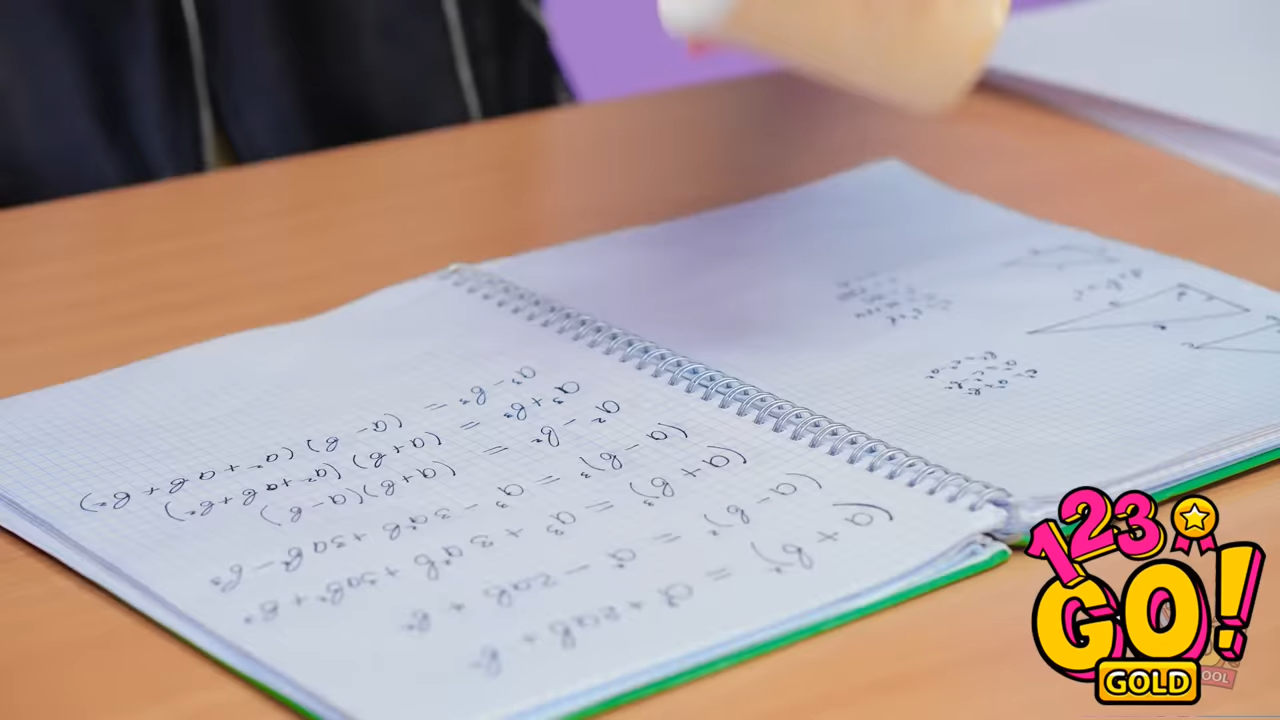 (a + b)² = a² + 2ab + b²
(a - b)² = a² - 2ab + b²
(a + b)³ = a³ + 3a²b + 3ab² + b³
(a - b)³ = a³ - 3a²b + 3ab² - b³
a² - b² = (a+b)(a-b)
a³ + b³ = (a+b)(a²+ab+b²)
a³ - b³ = (a-b)(a²+ab+b²)
123
GO!
GOLD